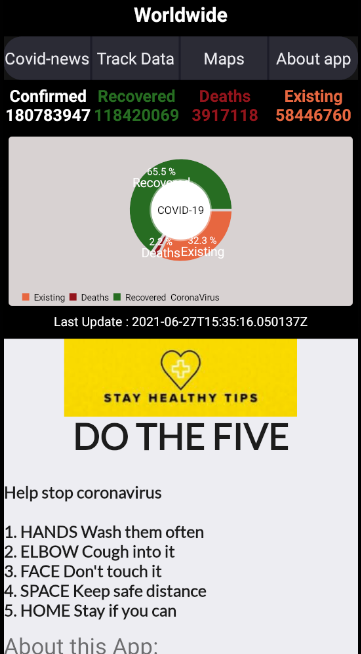 Worldwide
Covid-news Track Data Maps About app
Confirmed Recovered Deaths Existing
180783947 118420069 3917118 58446760
65.5 %
Recovered
COVID-19
2.2 % 32.3 %
Deaths Existing
Existing Deaths Recovered CoronaVirus
Last Update : 2021-06-27T15:35:16.050137Z
STAY HEALTHY TIPS
DO THE FIVE
Help stop coronavirus
1. HANDS Wash them often
2. ELBOW Cough into it
3. FACE Don't touch it
4. SPACE Keep safe distance
5. HOME Stay if you can
About this App: